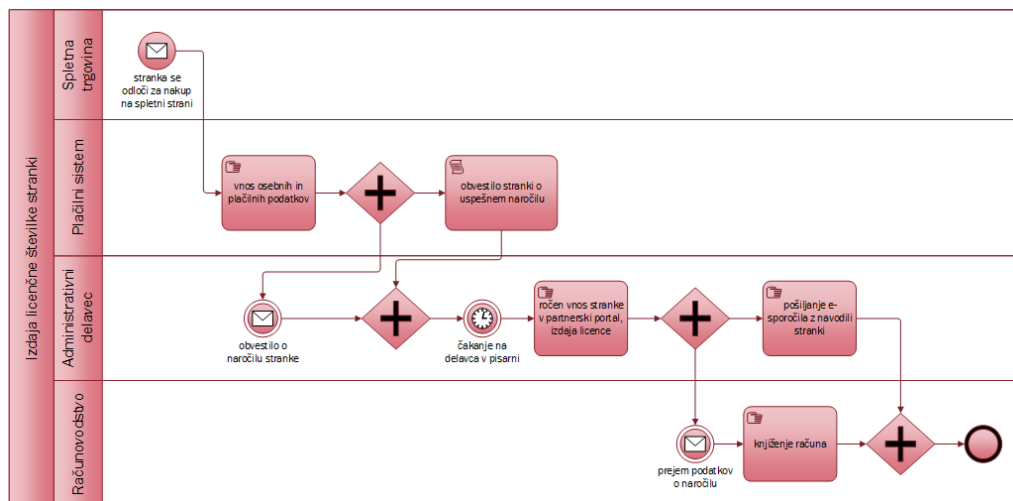 Izdaja licenčne številke stranki
Spletna
trgovina
stranka se
odloči za nakup
na spletni strani
Plačilni sistem
vnos osebnih in
plačilnih podatkov
obvestilo stranki o
uspešnem naročilu
Administrativni
delavec
obvestilo o
naročilu stranke
čakanje na
delavca v pisarni
ročen vnos stranke
v partnerski portal,
izdaja licence
pošiljanje e-
sporočila z navodili
stranki
Računovodstvo
prejem podatkov
o naročilu
knjiženje računa